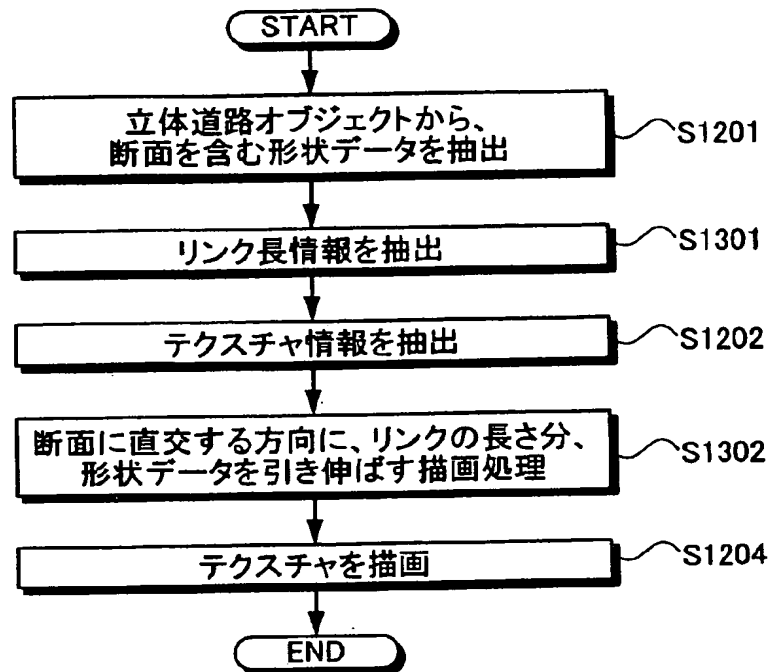 START
立体道路オブジェクトから、
断面を含む形状データを抽出
S1201
リンク長情報を抽出
S1301
テクスチャ情報を抽出
S1202
断面に直交する方向に、リンクの長さ分、
形状データを引き伸ばす描画処理
S1302
テクスチャを描画
S1204
END